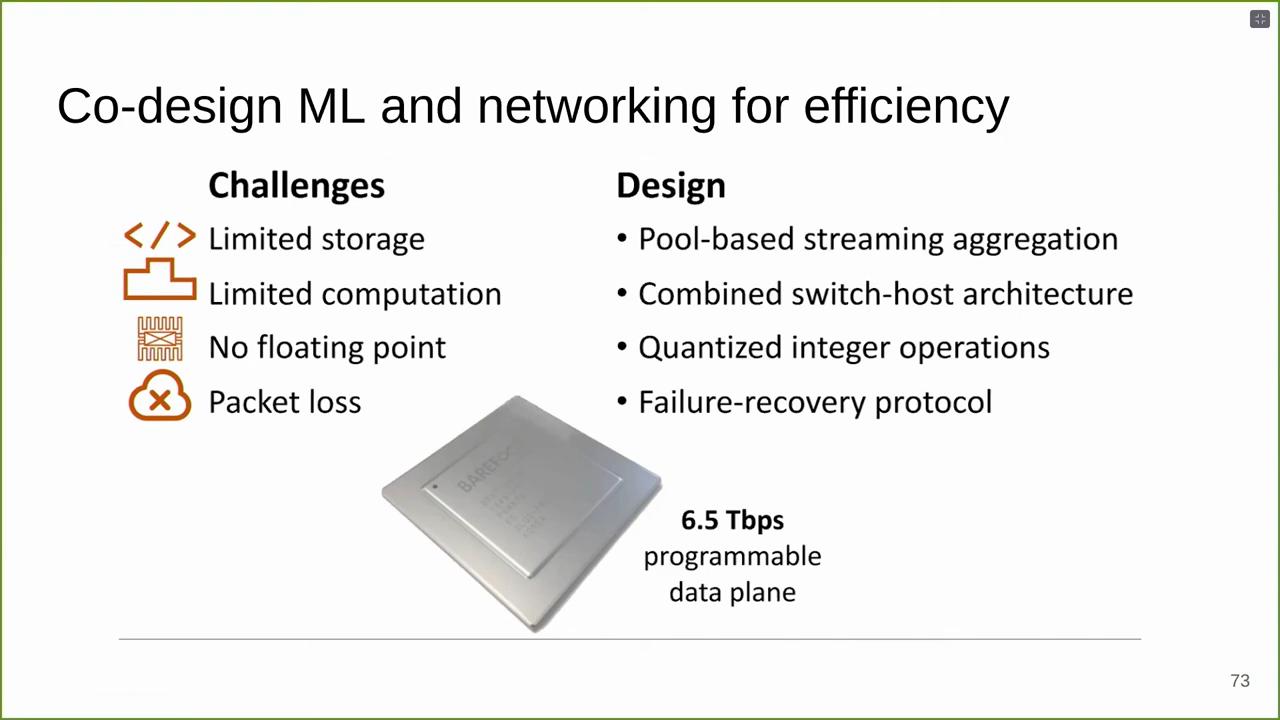 Co-design ML and networking for efficiency
Challenges
Limited storage
Limited computation
No floating point
Packet loss
Design
• Pool-based streaming aggregation
• Combined switch-host architecture
• Quantized integer operations
• Failure-recovery protocol
6.5 Tbps
programmable
data plane
73